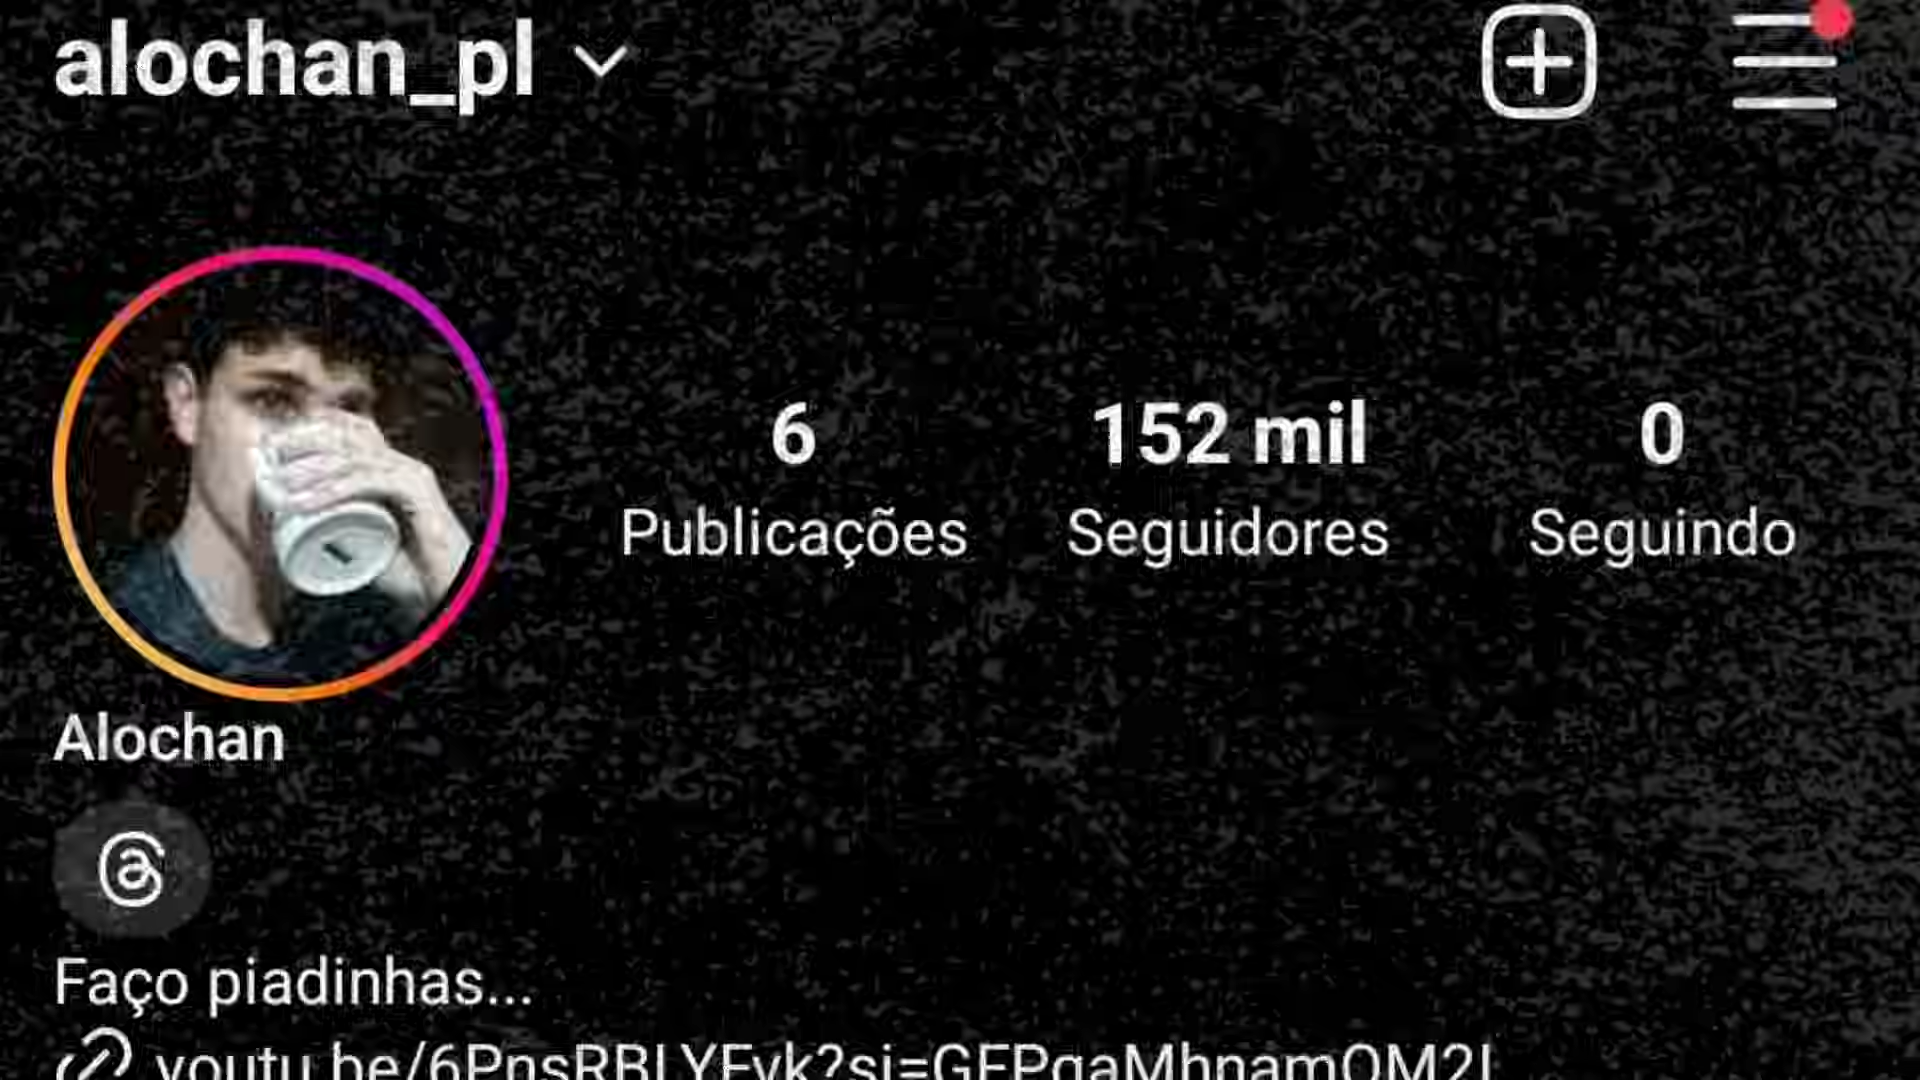 alochan_pl
6 152 mil 0
Publicações Seguidores Seguindo
Alochan
Faço piadinhas...